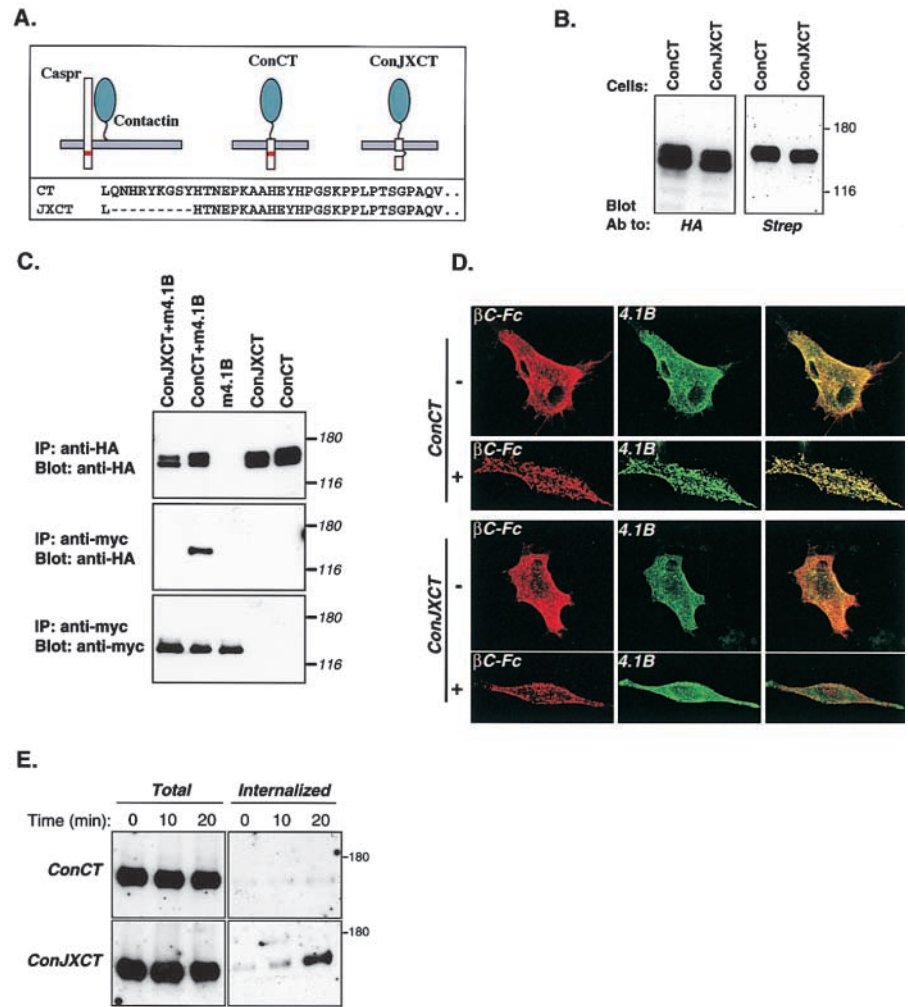 A.
Caspr
Contactin
ConCT
ConJXCT
CT LQNHRYKGSYHTNEPKAAHEYHPGSKPPLPTSGPAQV..
JXCT L---------HTNEPKAAHEYHPGSKPPLPTSGPAQV..
B.
Cells:
ConCT
ConJXCT
ConCT
ConJXCT
180
116
Blot
Ab to: HA Strep
C.
ConJXCT+m4.1B
ConCT+m4.1B
m4.1B
ConJXCT
ConCT
IP: anti-HA
Blot: anti-HA
180
116
IP: anti-myc
Blot: anti-HA
180
116
IP: anti-myc
Blot: anti-myc
180
116
D.
ConCT
-
βC-Fc 4.1B
+
βC-Fc 4.1B
ConJXCT
-
βC-Fc 4.1B
+
βC-Fc 4.1B
E.
Total Internalized
Time (min): 0 10 20 0 10 20
ConCT
-180
ConJXCT
-180